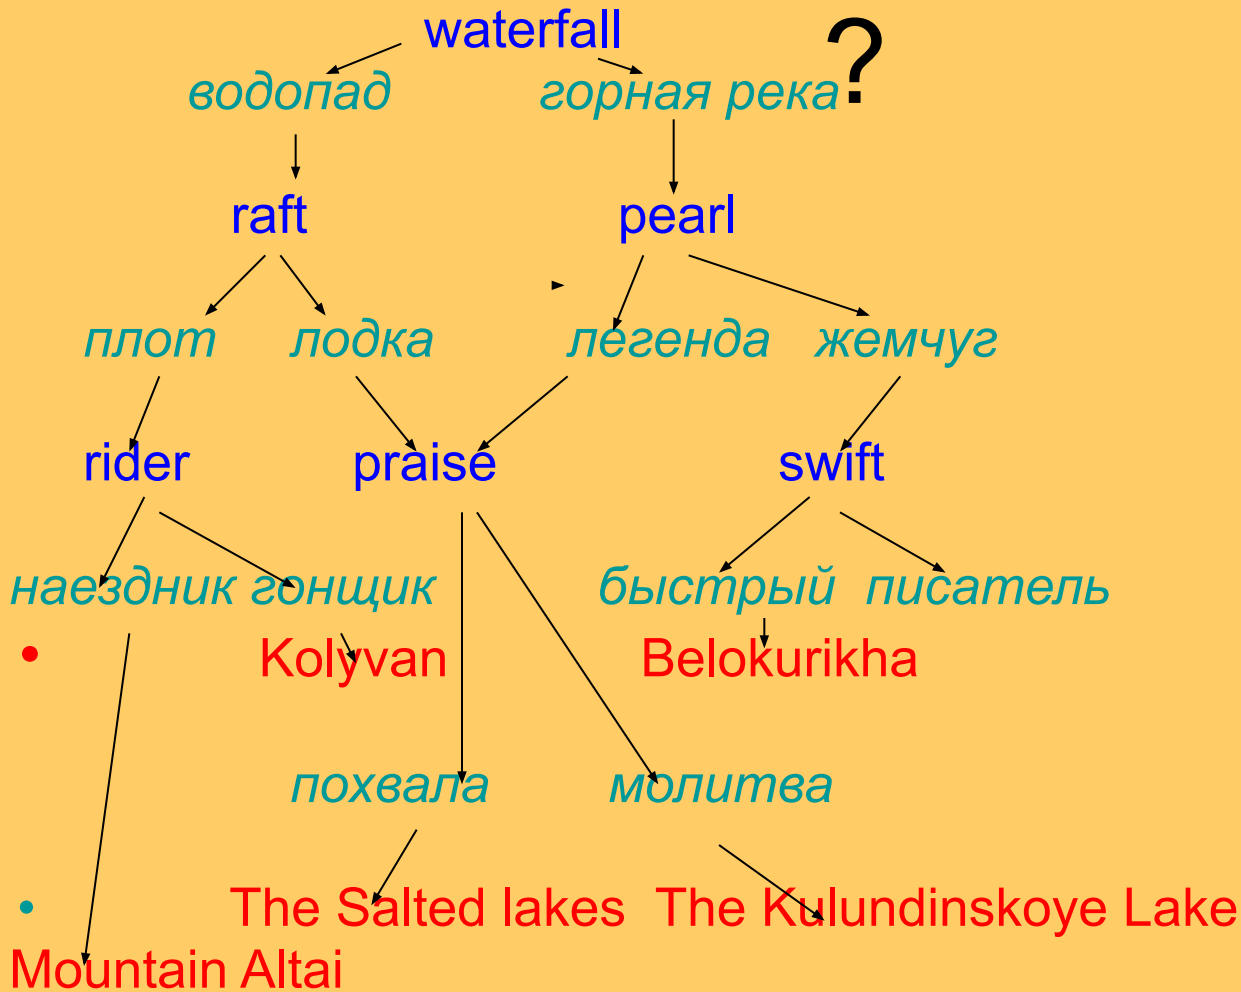 waterfall ?
водопад горная река
raft pearl
плот лодка легенда жемчуг
rider praise swift
наездник гонщик быстрый писатель
• Kolyvan Belokurikha
похвала молитва
• The Salted lakes The Kulundinskoye Lake
Mountain Altai